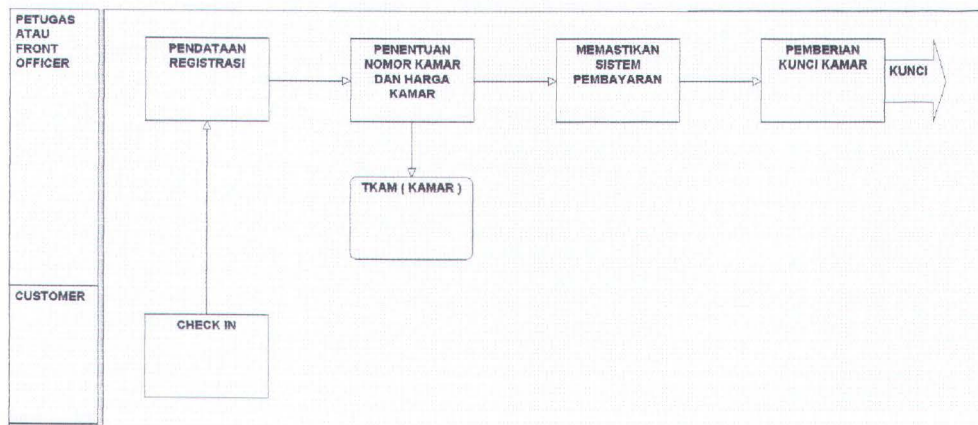 PETUGAS
ATAU
FRONT
OFFICER
PENDATAAN
REGISTRASI
PENENTUAN
NOMOR KAMAR
DAN HARGA
KAMAR
MEMASTIKAN
SISTEM
PEMBAYARAN
PEMBERIAN
KUNCI KAMAR
KUNCI
TKAM ( KAMAR )
CUSTOMER
CHECK IN